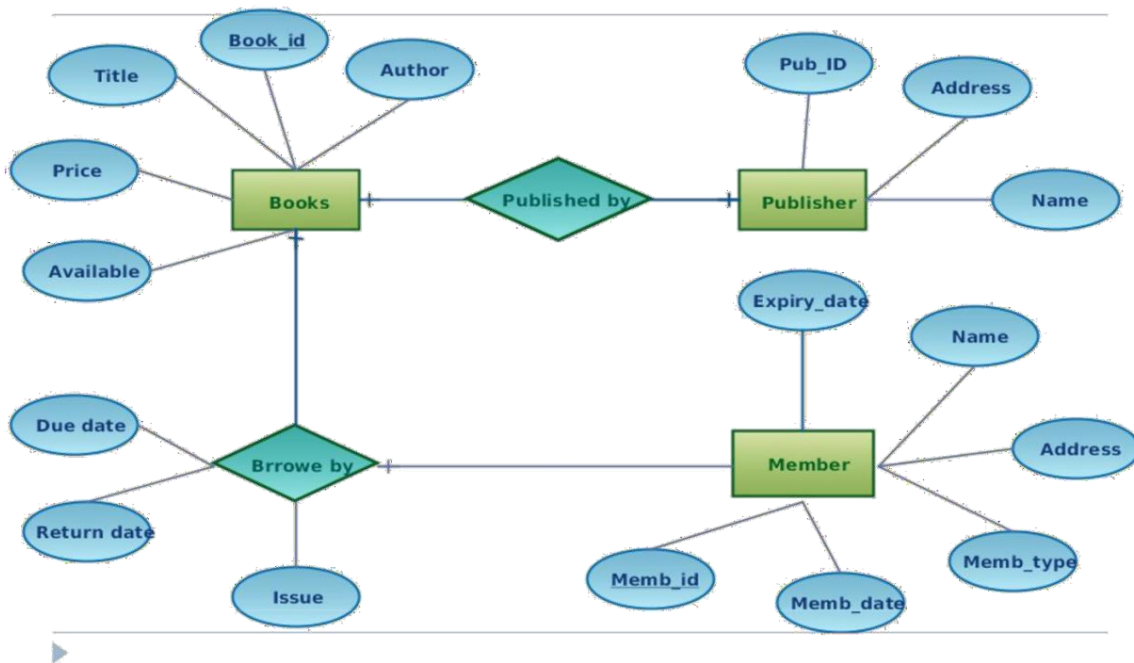 Book_id
Title
Author
Pub_ID
Address
Price
Books
Published by
Publisher
Name
Available
Expiry_date
Name
Due date
Brrowe by
Member
Address
Return date
Issue
Memb_id
Memb_date
Memb_type